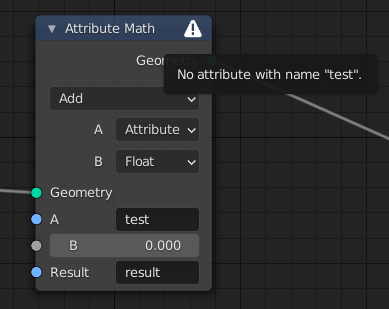 Attribute Math
Geometry
No attribute with name "test".
Add
A Attribute
B Float
Geometry
A test
B 0.000
Result result